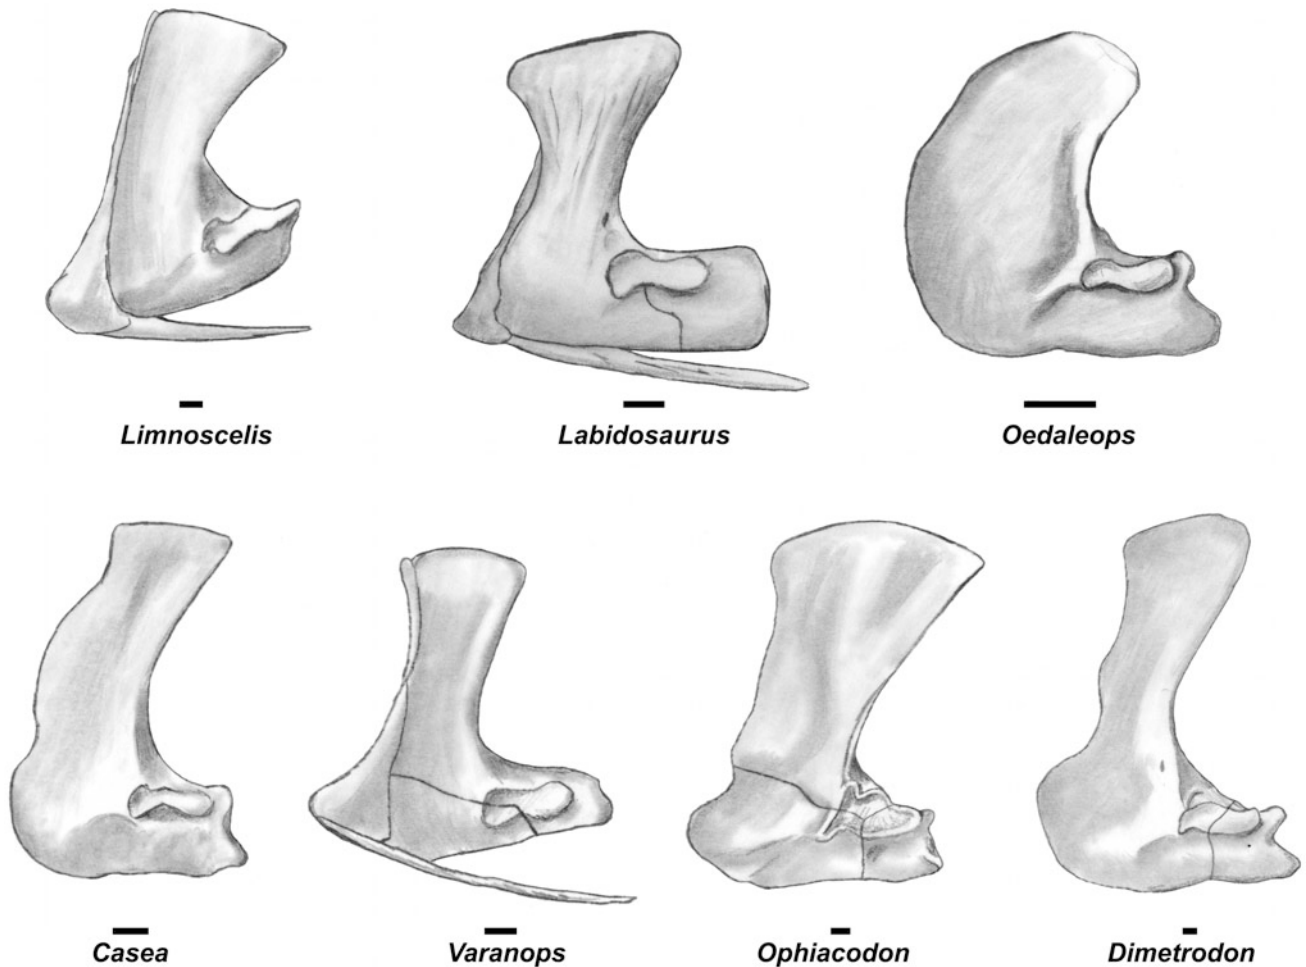 Limnoscelis
Labidosaurus
Oedaleops
Casea
Varanops
Ophiacodon
Dimetrodon